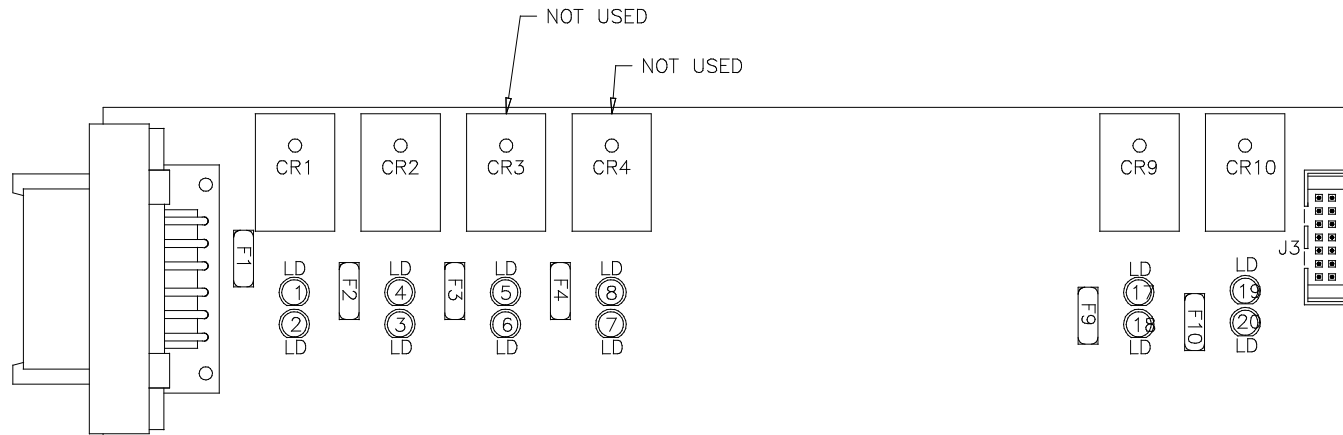 NOT USED
NOT USED
CR1 CR2 CR3 CR4 CR9 CR10
J3
F1
LD LD LD LD LD LD
1 F2 4 F3 5 F4 8 17 19
2 3 6 7 F9 18 F10 20
LD LD LD LD LD LD